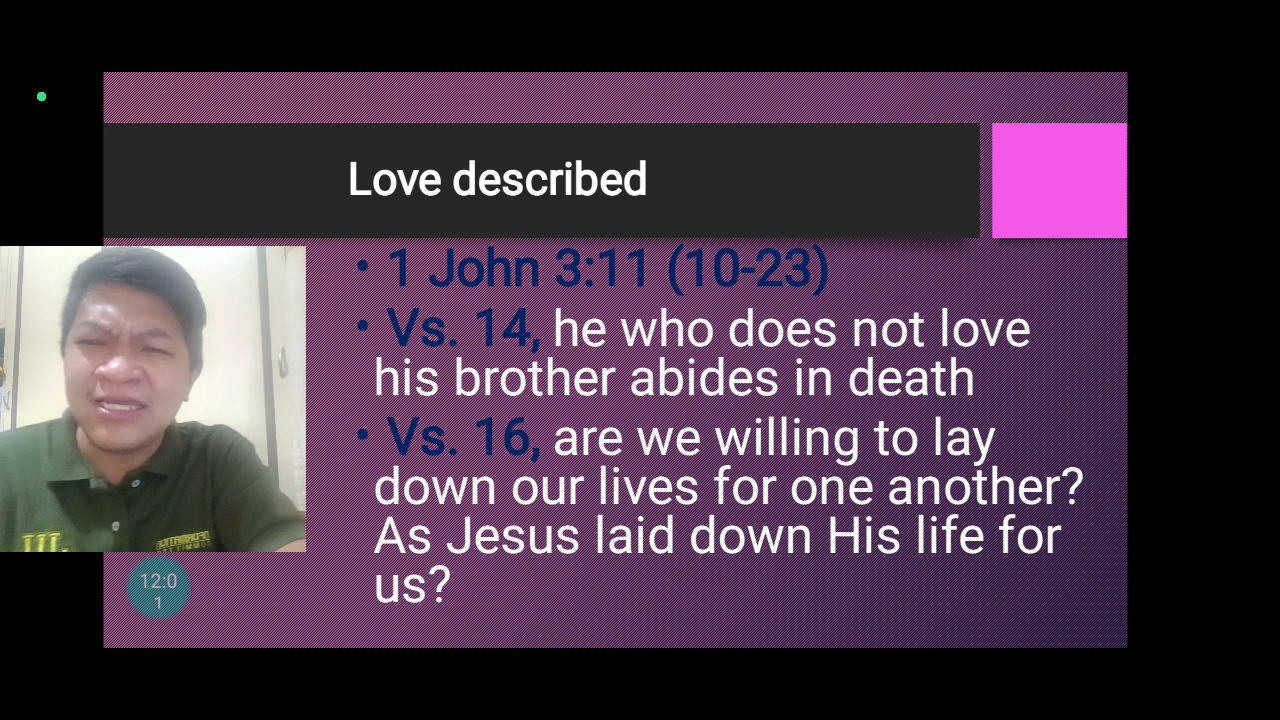 Love described
• 1 John 3:11 (10-23)
• Vs. 14, he who does not love
his brother abides in death
• Vs. 16, are we willing to lay
down our lives for one another?
As Jesus laid down His life for
us?
12:0
1